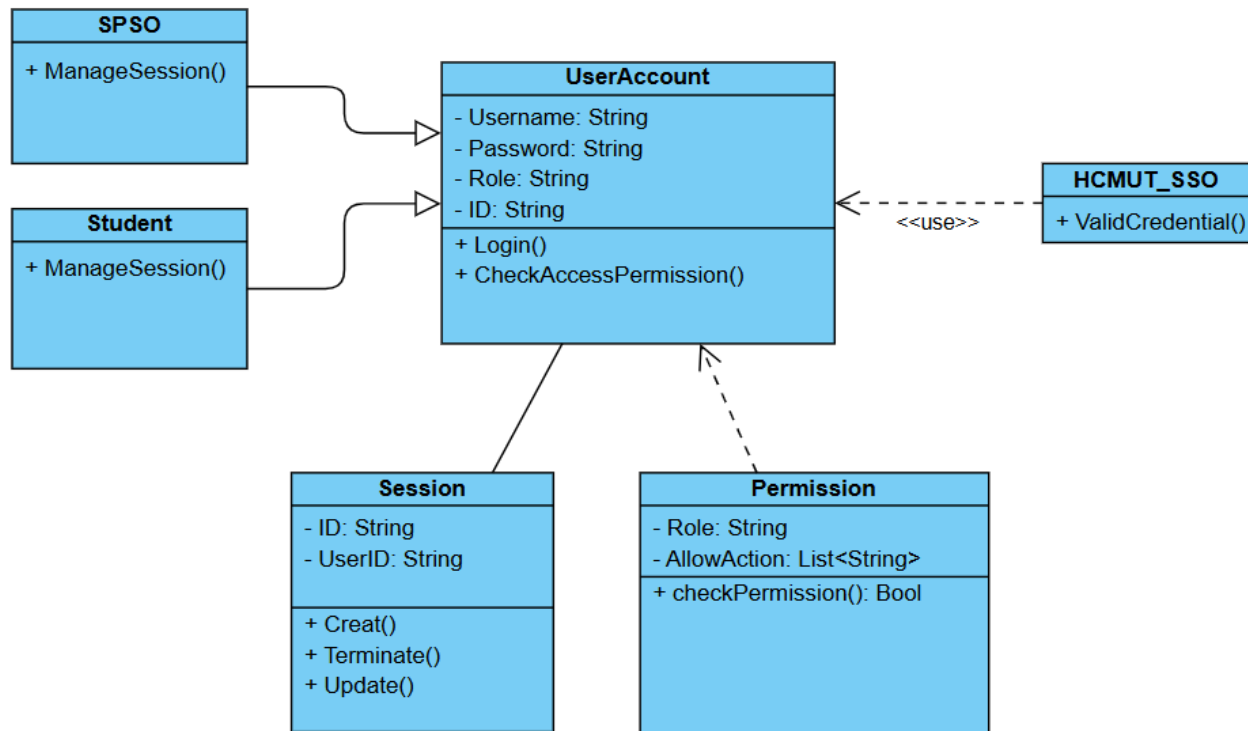 SPSO
+ ManageSession()
Student
+ ManageSession()
UserAccount
- Username: String
- Password: String
- Role: String
- ID: String
+ Login()
+ CheckAccessPermission()
<<use>>
HCMUT_SSO
+ ValidCredential()
Session
- ID: String
- UserID: String
+ Creat()
+ Terminate()
+ Update()
Permission
- Role: String
- AllowAction: List<String>
+ checkPermission(): Bool